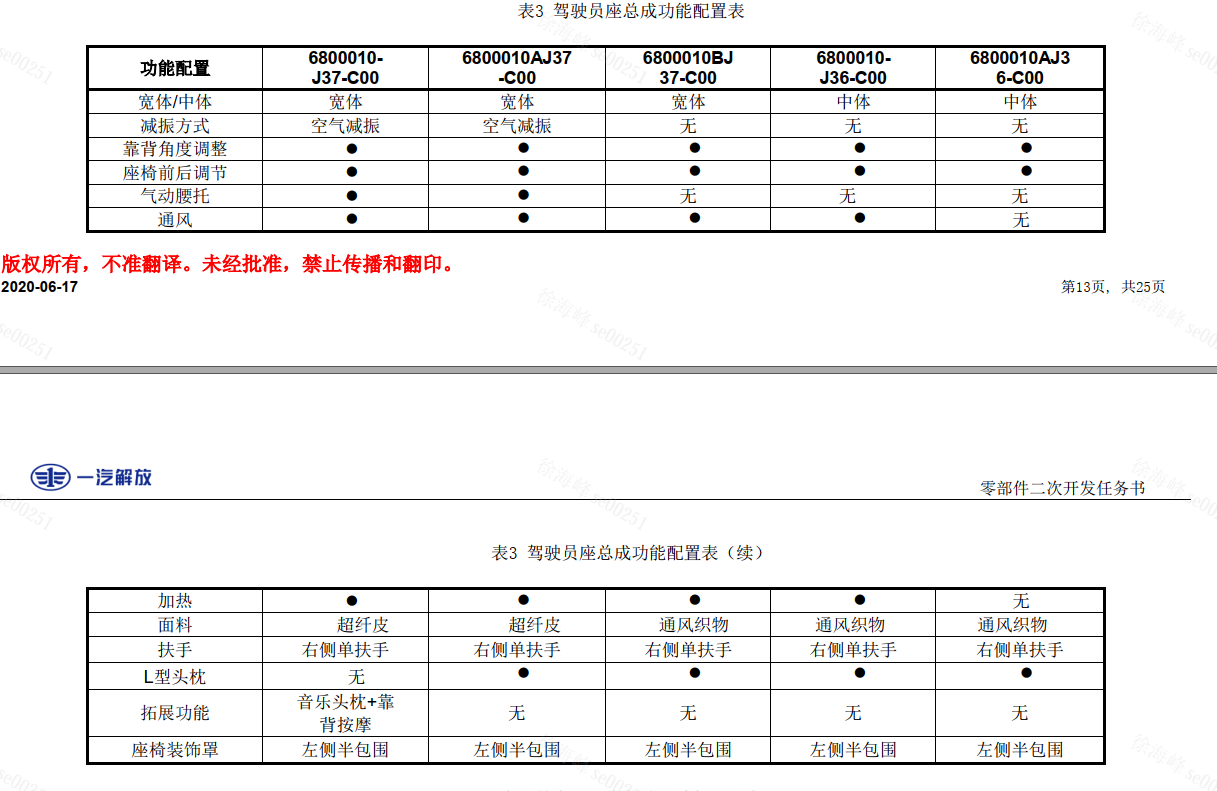 表3 驾驶员座总成功能配置表
功能配置 6800010-J37-C00 6800010AJ37-C00 6800010BJ37-C00 6800010-J36-C00 6800010AJ36-C00
宽体/中体 宽体 宽体 宽体 中体 中体
减振方式 空气减振 空气减振 无 无 无
靠背角度调整 ● ● ● ● ●
座椅前后调节 ● ● ● ● ●
气动腰托 ● ● 无 无 无
通风 ● ● ● ● 无
版权所有，不准翻译。未经批准，禁止传播和翻印。
2020-06-17 第13页, 共25页
一汽解放
零部件二次开发任务书
表3 驾驶员座总成功能配置表（续）
加热 ● ● ● ● 无
面料 超纤皮 超纤皮 通风织物 通风织物 通风织物
扶手 右侧单扶手 右侧单扶手 右侧单扶手 右侧单扶手 右侧单扶手
L型头枕 无 ● ● ● ●
拓展功能 音乐头枕+靠背按摩 无 无 无 无
座椅装饰罩 左侧半包围 左侧半包围 左侧半包围 左侧半包围 左侧半包围
徐海峰 se00251